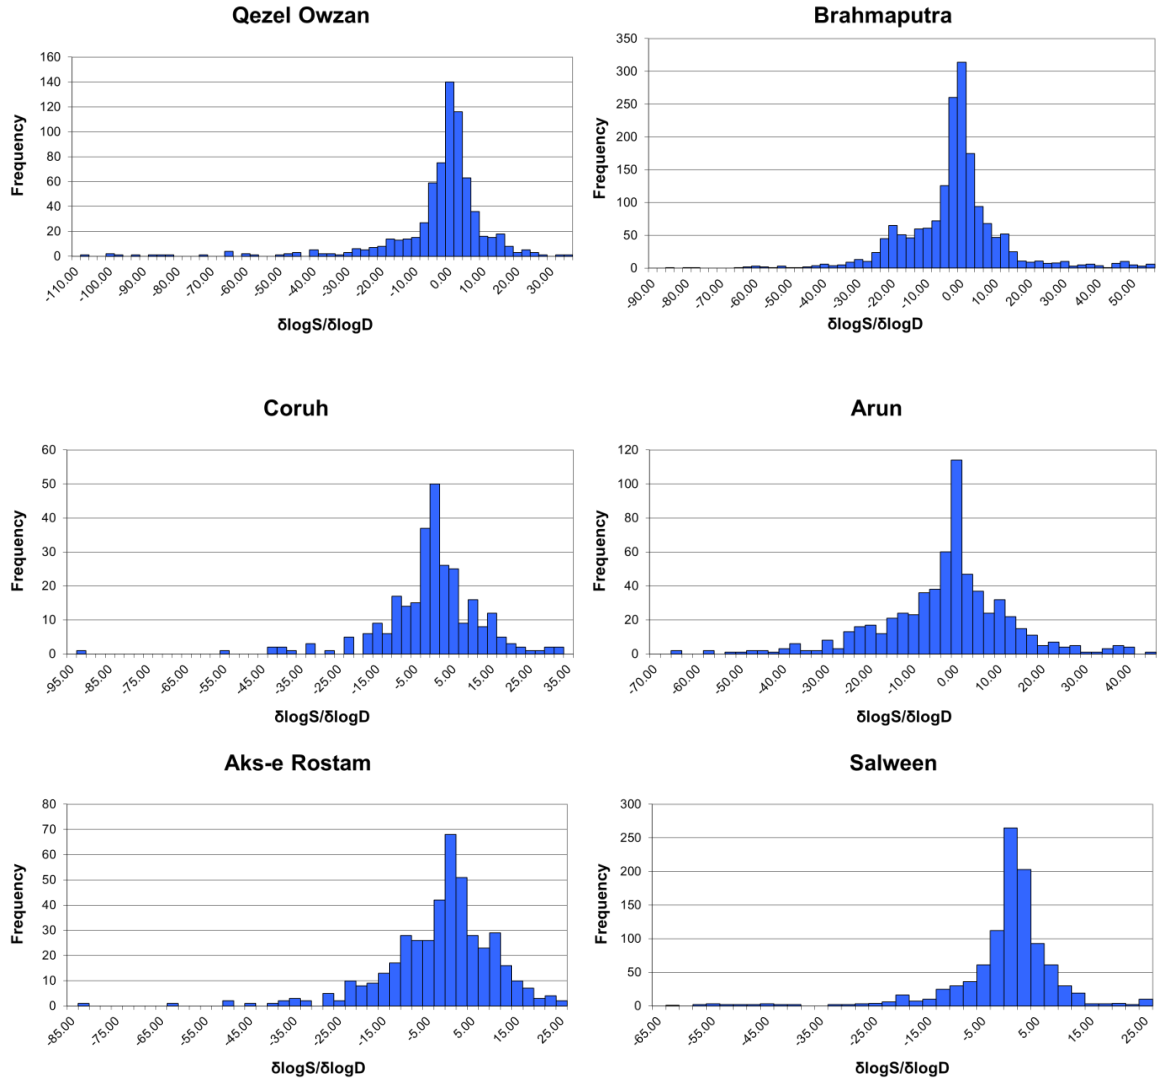 Qezel Owzan
160
140
120
100
80
60
40
20
0
Frequency
-110.00 -100.00 -90.00 -80.00 -70.00 -60.00 -50.00 -40.00 -30.00 -20.00 -10.00 0.00 10.00 20.00 30.00
δlogS/δlogD
Brahmaputra
350
300
250
200
150
100
50
0
Frequency
-90.00 -80.00 -70.00 -60.00 -50.00 -40.00 -30.00 -20.00 -10.00 0.00 10.00 20.00 30.00 40.00 50.00
δlogS/δlogD
Coruh
60
50
40
30
20
10
0
Frequency
-95.00 -85.00 -75.00 -65.00 -55.00 -45.00 -35.00 -25.00 -15.00 -5.00 5.00 15.00 25.00 35.00
δlogS/δlogD
Arun
120
100
80
60
40
20
0
Frequency
-70.00 -60.00 -50.00 -40.00 -30.00 -20.00 -10.00 0.00 10.00 20.00 30.00 40.00
δlogS/δlogD
Aks-e Rostam
80
70
60
50
40
30
20
10
0
Frequency
-85.00 -75.00 -65.00 -55.00 -45.00 -35.00 -25.00 -15.00 -5.00 5.00 15.00 25.00
δlogS/δlogD
Salween
300
250
200
150
100
50
0
Frequency
-65.00 -55.00 -45.00 -35.00 -25.00 -15.00 -5.00 5.00 15.00 25.00
δlogS/δlogD